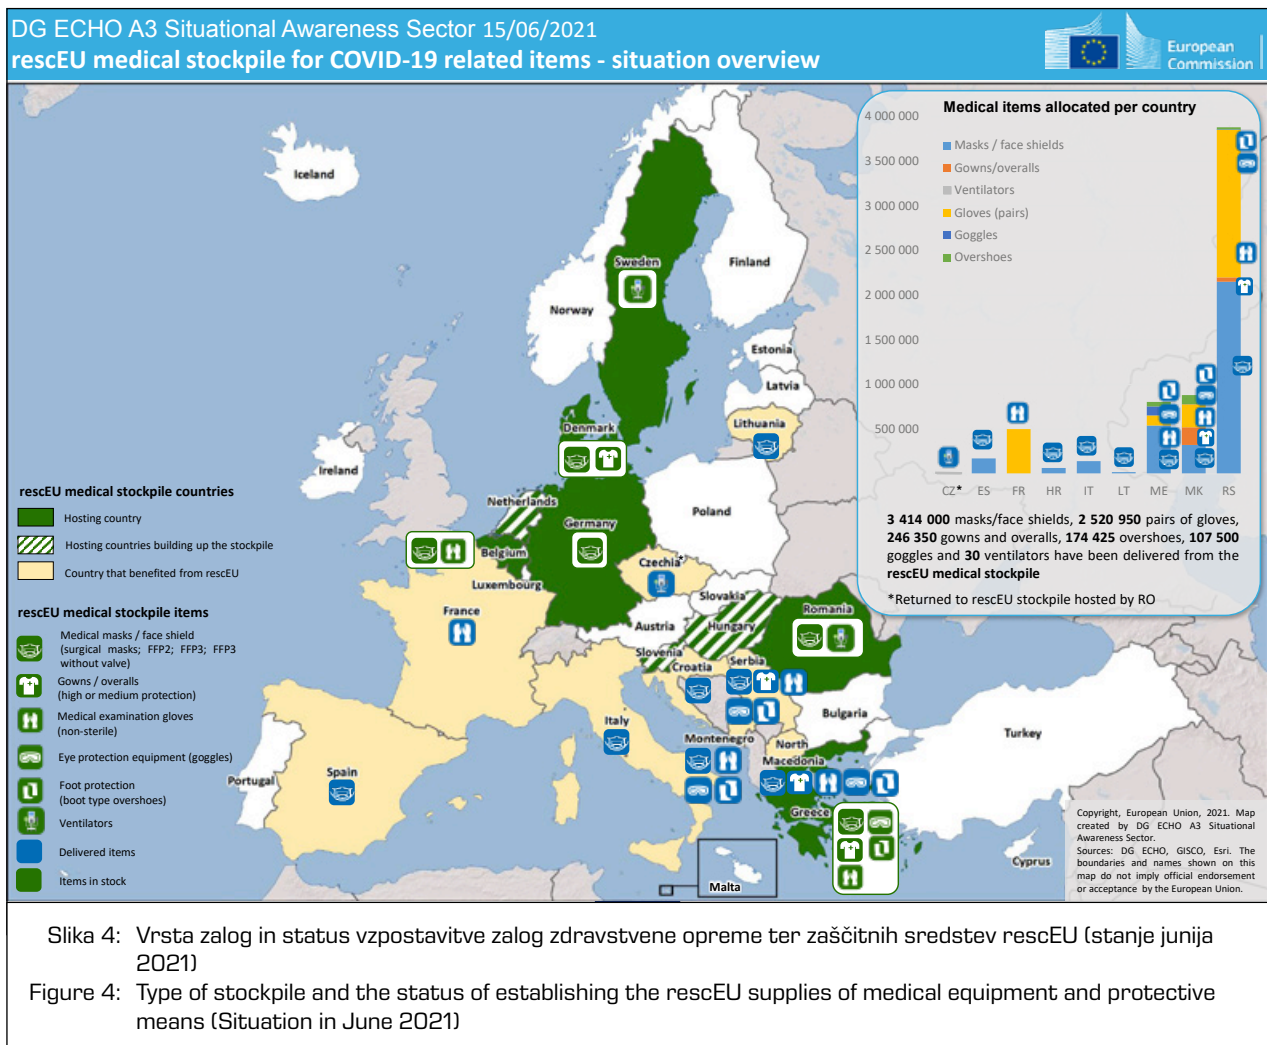 DG ECHO A3 Situational Awareness Sector 15/06/2021
rescEU medical stockpile for COVID-19 related items - situation overview
European
Commission
Iceland
Sweden
Finland
Norway
Estonia
Latvia
Lithuania
Denmark
Ireland
Netherlands
Germany
Poland
Belgium
Luxembourg
Czechia*
Slovakia
France
Austria
Hungary
Romania
Slovenia
Croatia
Serbia
Italy
Bulgaria
Montenegro
North
Macedonia
Turkey
Portugal
Spain
Greece
Cyprus
Malta
rescEU medical stockpile countries
Hosting country
Hosting countries building up the stockpile
Country that benefited from rescEU
rescEU medical stockpile items
Medical masks / face shield
(surgical masks; FFP2; FFP3; FFP3
without valve)
Gowns / overalls
(high or medium protection)
Medical examination gloves
(non-sterile)
Eye protection equipment (goggles)
Foot protection
(boot type overshoes)
Ventilators
Delivered items
Items in stock
Medical items allocated per country
4 000 000
3 500 000
3 000 000
2 500 000
2 000 000
1 500 000
1 000 000
500 000
Masks / face shields
Gowns/overalls
Ventilators
Gloves (pairs)
Goggles
Overshoes
CZ* ES FR HR IT LT ME MK RS
3 414 000 masks/face shields, 2 520 950 pairs of gloves,
246 350 gowns and overalls, 174 425 overshoes, 107 500
goggles and 30 ventilators have been delivered from the
rescEU medical stockpile
*Returned to rescEU stockpile hosted by RO
Copyright, European Union, 2021. Map
created by DG ECHO A3 Situational
Awareness Sector.
Sources: DG ECHO, GISCO, Esri. The
boundaries and names shown on this
map do not imply official endorsement
or acceptance by the European Union.
Slika 4: Vrsta zalog in status vzpostavitve zalog zdravstvene opreme ter zaščitnih sredstev rescEU (stanje junija
2021)
Figure 4: Type of stockpile and the status of establishing the rescEU supplies of medical equipment and protective
means (Situation in June 2021)